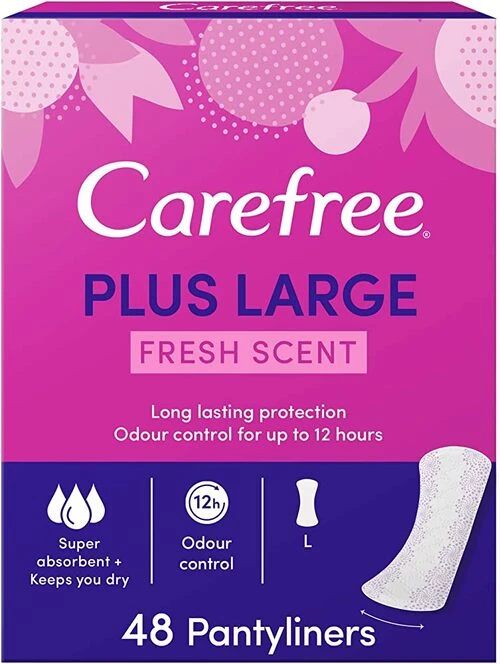 Carefree
Carefree®
PLUS LARGE
FRESH SCENT
Long lasting protection
Odour control for up to 12 hours
Super
absorbent +
Keeps you dry
12h
Odour
control
L
48 Pantyliners